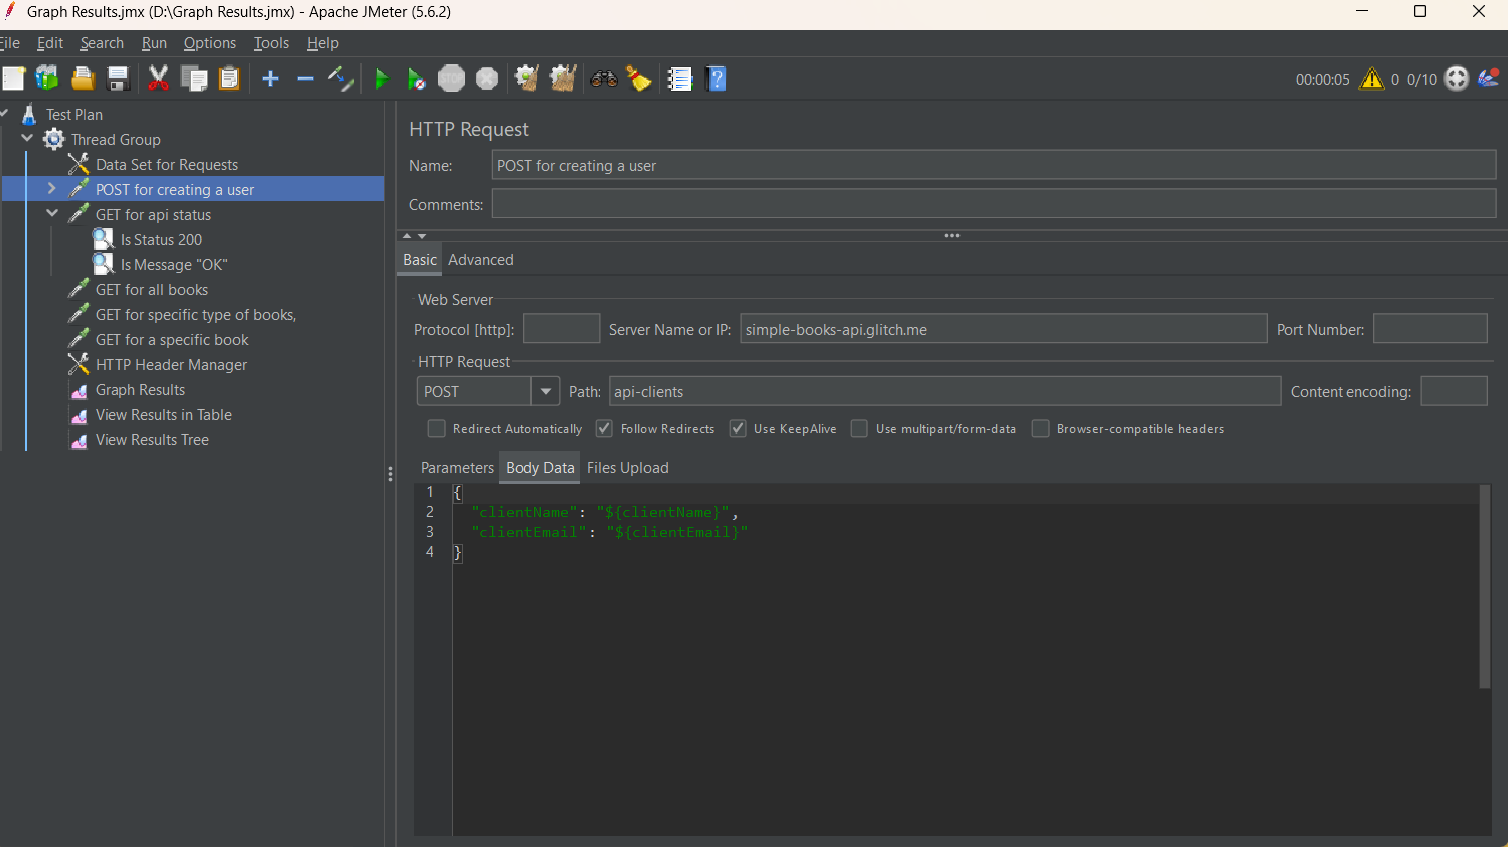 Graph Results.jmx (D:\Graph Results.jmx) - Apache JMeter (5.6.2)
File Edit Search Run Options Tools Help
STOP
00:00:05 0 0/10
Test Plan
Thread Group
Data Set for Requests
POST for creating a user
GET for api status
Is Status 200
Is Message "OK"
GET for all books
GET for specific type of books,
GET for a specific book
HTTP Header Manager
Graph Results
View Results in Table
View Results Tree
HTTP Request
Name: POST for creating a user
Comments:
Basic Advanced
Web Server
Protocol [http]: Server Name or IP: simple-books-api.glitch.me Port Number:
HTTP Request
POST Path: api-clients Content encoding:
Redirect Automatically Follow Redirects Use KeepAlive Use multipart/form-data Browser-compatible headers
Parameters Body Data Files Upload
1 {
2 "clientName": "${clientName}",
3 "clientEmail": "${clientEmail}"
4 }